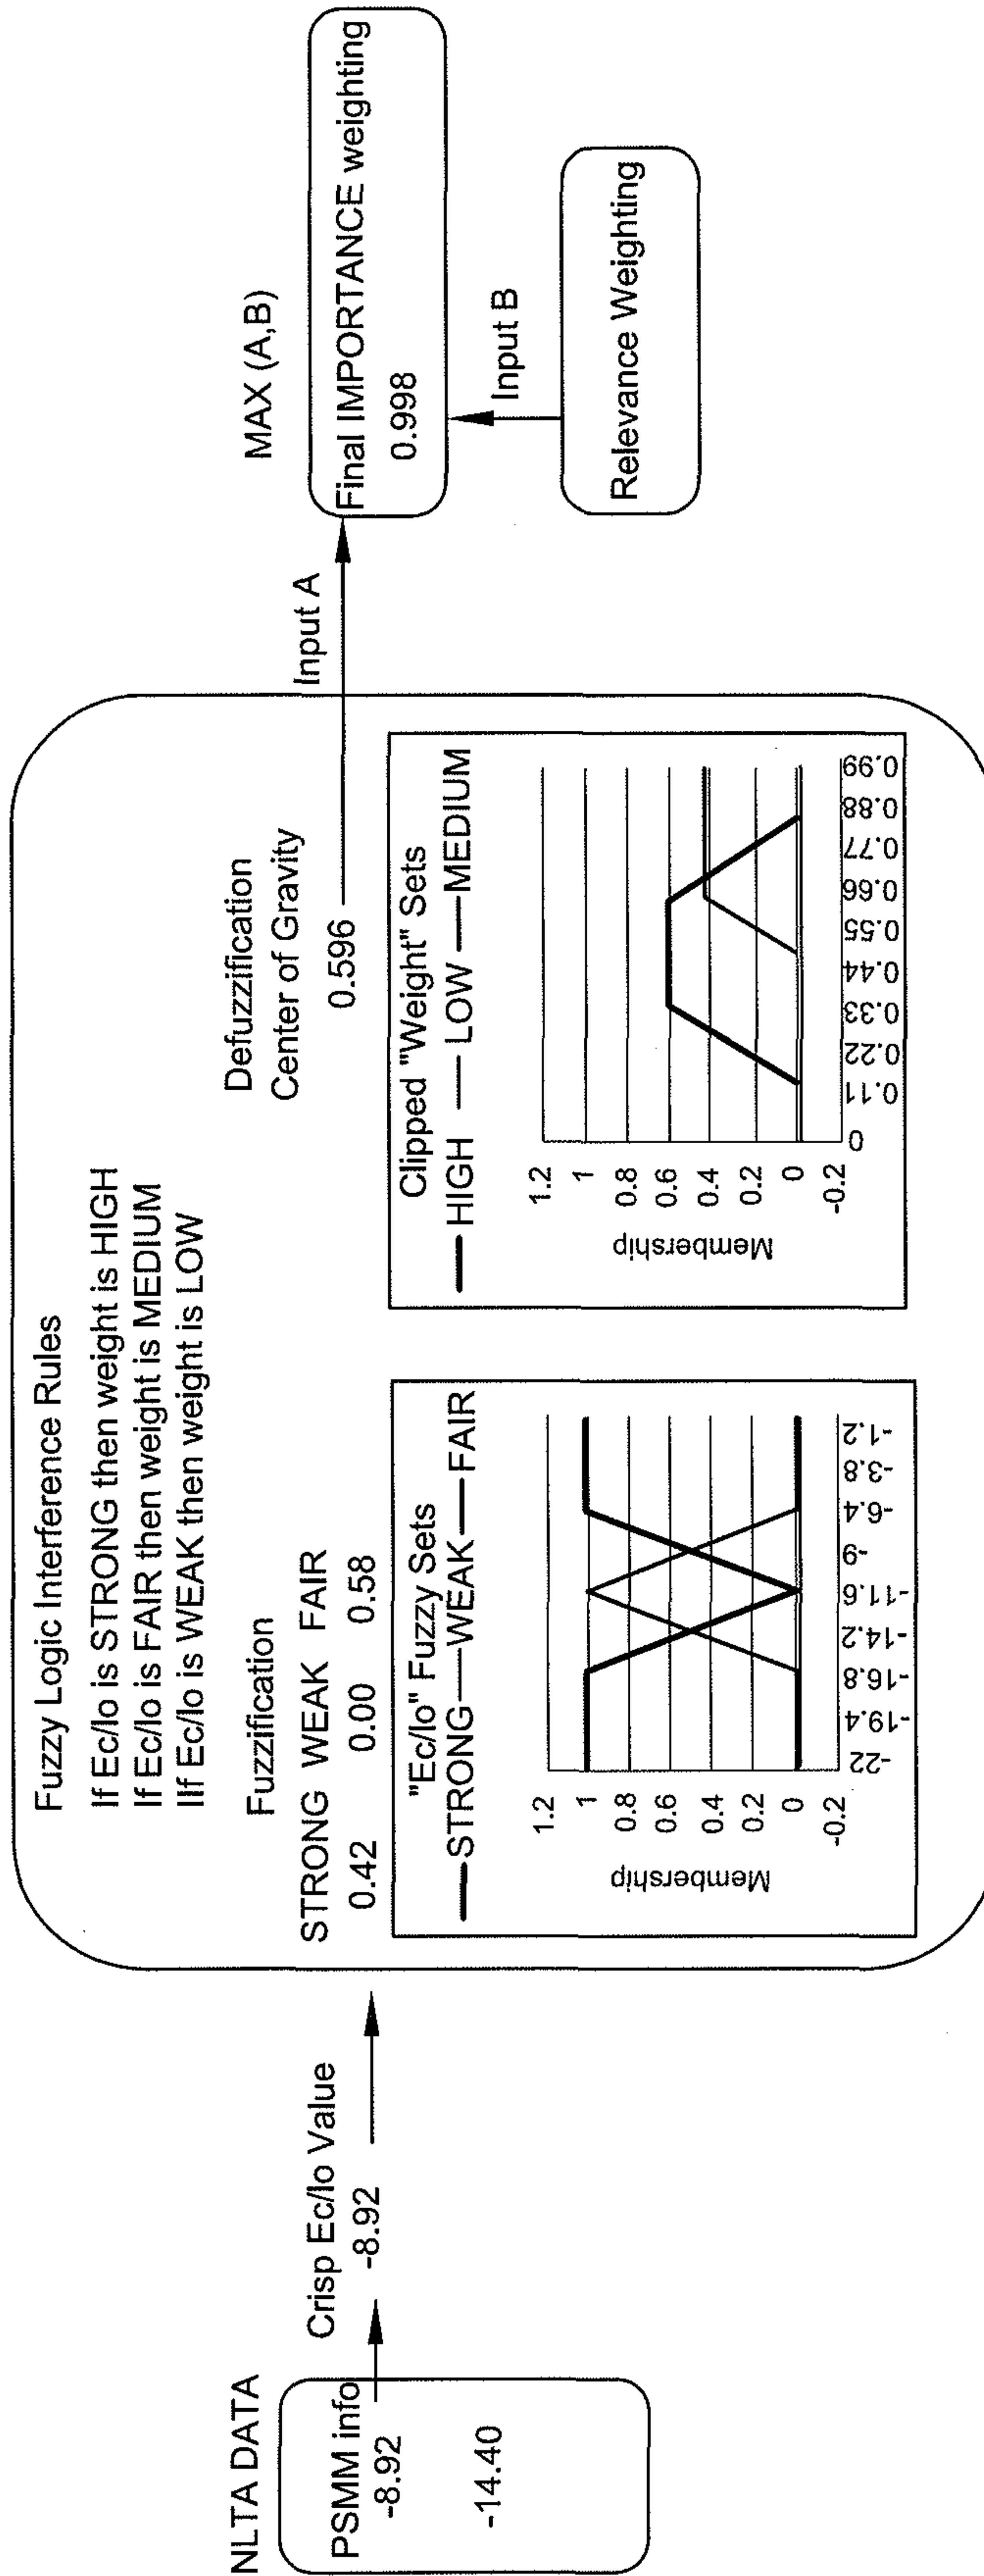 NLTA DATA
PSMM info
-8.92
-14.40
Crisp Ec/Io Value
-8.92
Fuzzy Logic Interference Rules
If Ec/Io is STRONG then weight is HIGH
If Ec/Io is FAIR then weight is MEDIUM
IIf Ec/Io is WEAK then weight is LOW
Fuzzification
STRONG WEAK FAIR
0.42 0.00 0.58
"Ec/Io" Fuzzy Sets
STRONG WEAK FAIR
Membership
1.2
1
0.8
0.6
0.4
0.2
0
-0.2
-22 -19.4 -16.8 -14.2 -11.6 -9 -6.4 -3.8 -1.2
Defuzzification
Center of Gravity
0.596
Clipped "Weight" Sets
HIGH LOW MEDIUM
Membership
1.2
1
0.8
0.6
0.4
0.2
0
-0.2
0 0.11 0.22 0.33 0.44 0.55 0.66 0.77 0.88 0.99
Input A
MAX (A,B)
Final IMPORTANCE weighting
0.998
Input B
Relevance Weighting